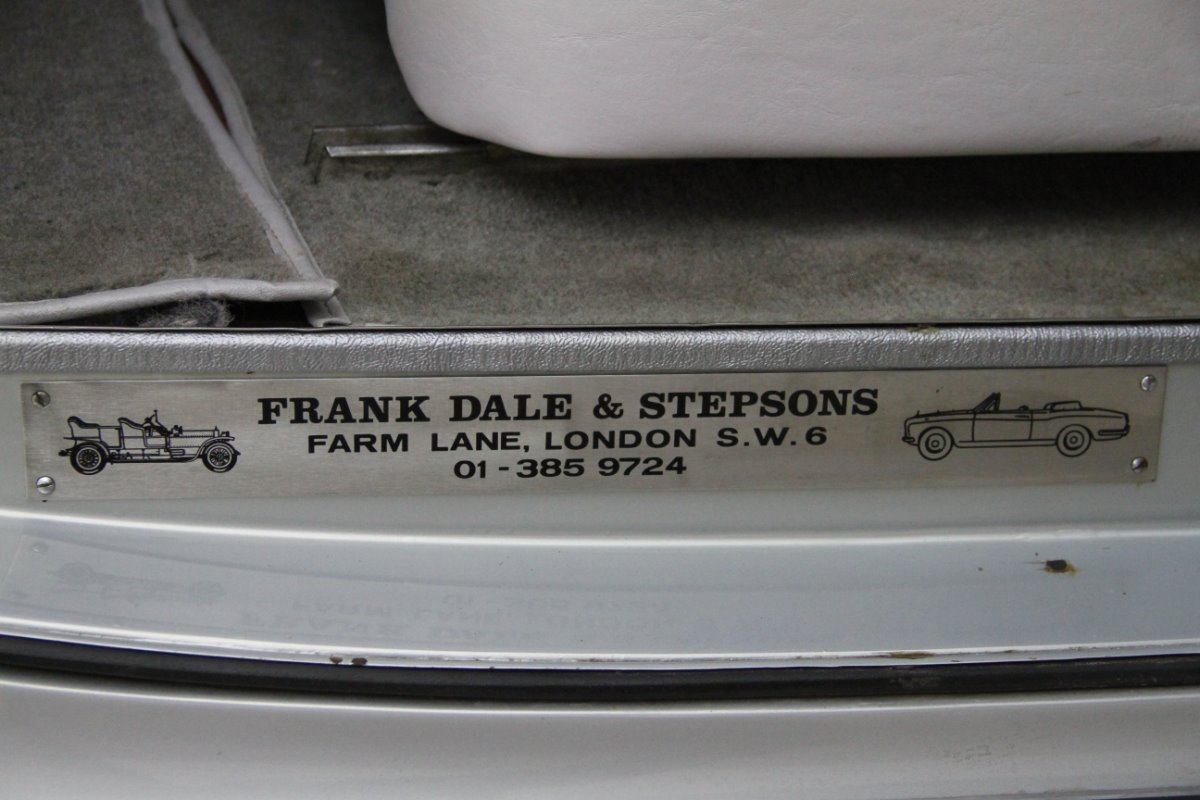 FRANK DALE & STEPSONS
FARM LANE, LONDON S.W.6
01-385 9724